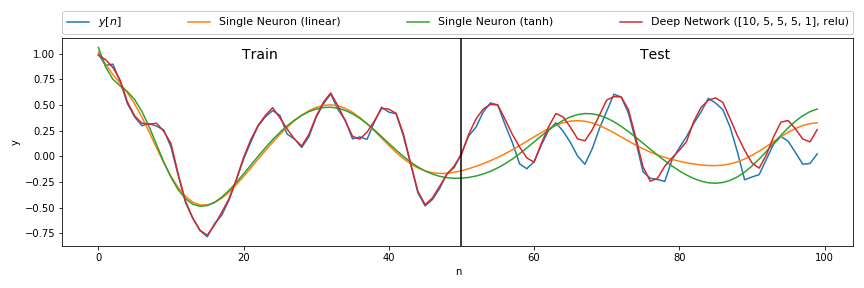 y[n] Single Neuron (linear) Single Neuron (tanh) Deep Network ([10, 5, 5, 5, 1], relu)
Train Test
1.00
0.75
0.50
0.25
0.00
−0.25
−0.50
−0.75
y
0 20 40 60 80 100
n